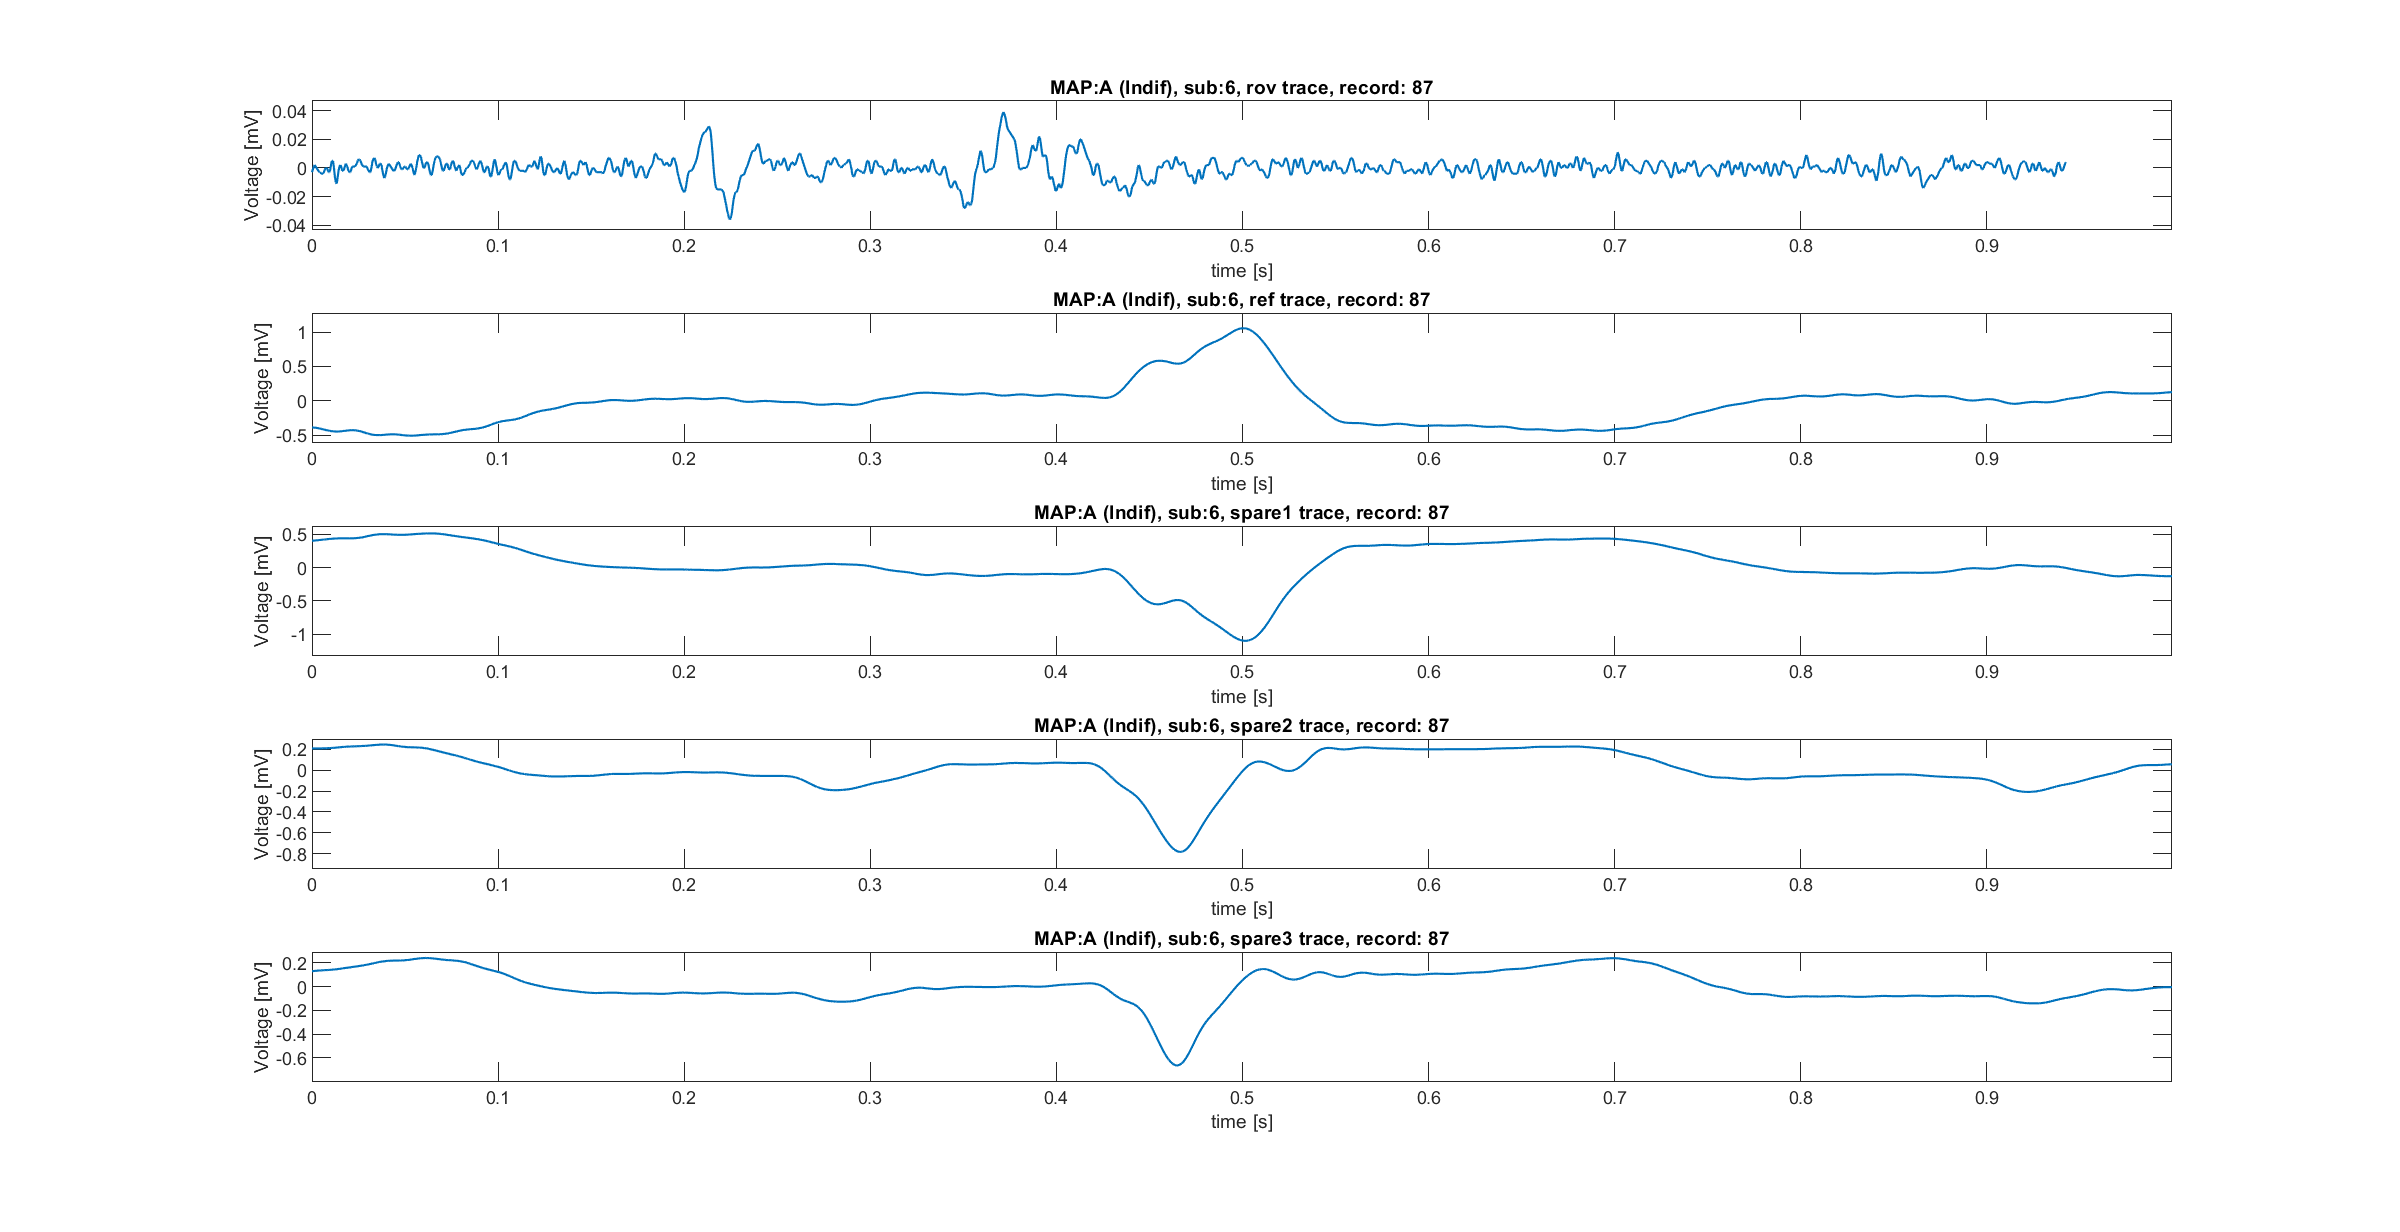 MAP:A (Indif), sub:6, rov trace, record: 87
Voltage [mV]
0.04
0.02
0
-0.02
-0.04
0 0.1 0.2 0.3 0.4 0.5 0.6 0.7 0.8 0.9
time [s]
MAP:A (Indif), sub:6, ref trace, record: 87
Voltage [mV]
1
0.5
0
-0.5
0 0.1 0.2 0.3 0.4 0.5 0.6 0.7 0.8 0.9
time [s]
MAP:A (Indif), sub:6, spare1 trace, record: 87
Voltage [mV]
0.5
0
-0.5
-1
0 0.1 0.2 0.3 0.4 0.5 0.6 0.7 0.8 0.9
time [s]
MAP:A (Indif), sub:6, spare2 trace, record: 87
Voltage [mV]
0.2
0
-0.2
-0.4
-0.6
-0.8
0 0.1 0.2 0.3 0.4 0.5 0.6 0.7 0.8 0.9
time [s]
MAP:A (Indif), sub:6, spare3 trace, record: 87
Voltage [mV]
0.2
0
-0.2
-0.4
-0.6
0 0.1 0.2 0.3 0.4 0.5 0.6 0.7 0.8 0.9
time [s]